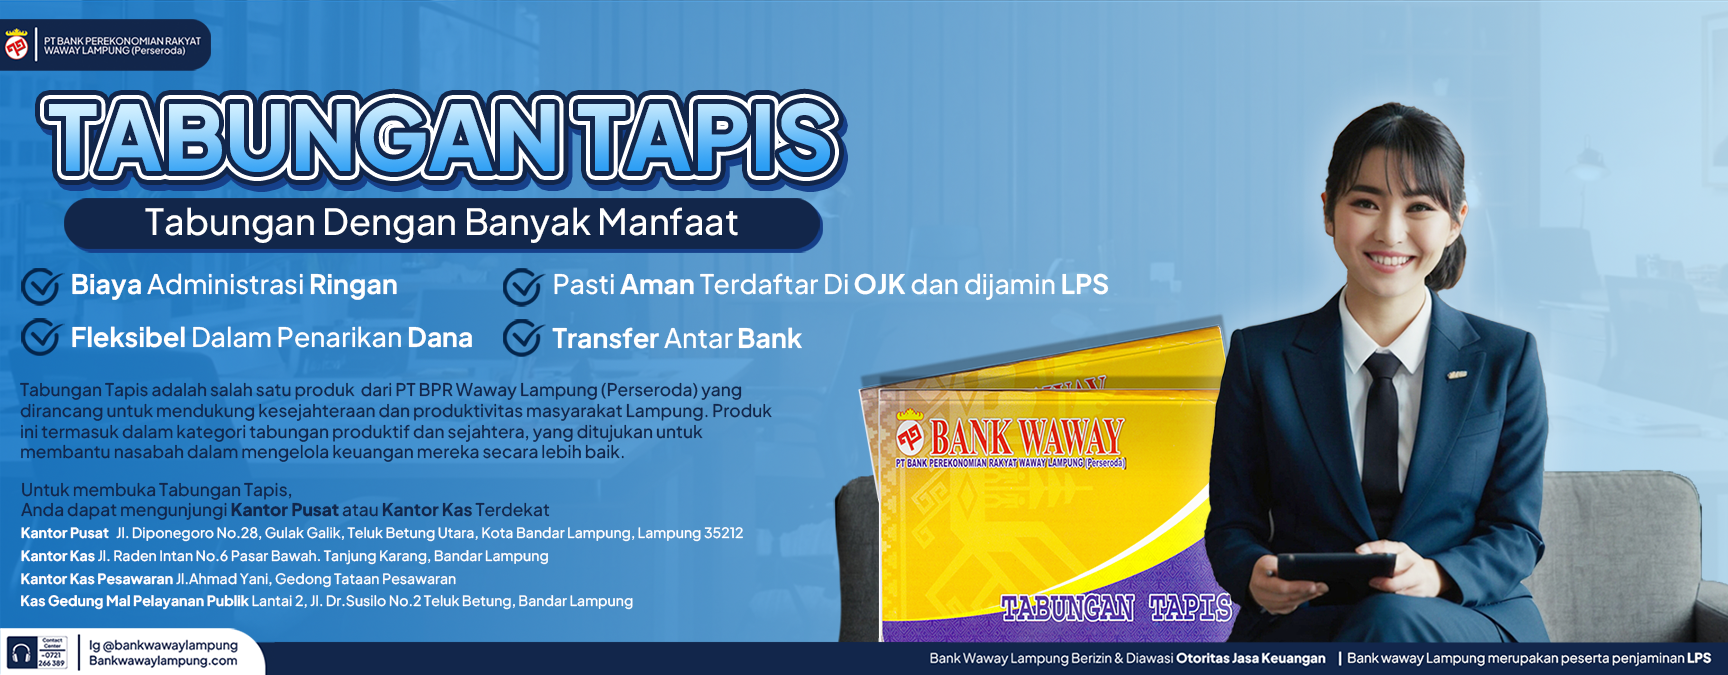 PT BANK PEREKONOMIAN RAKYAT
WAWAY LAMPUNG (Perseroda)
TABUNGAN TAPIS
Tabungan Dengan Banyak Manfaat
Biaya Administrasi Ringan
Pasti Aman Terdaftar Di OJK dan dijamin LPS
Fleksibel Dalam Penarikan Dana
Transfer Antar Bank
Tabungan Tapis adalah salah satu produk dari PT BPR Waway Lampung (Perseroda) yang
dirancang untuk mendukung kesejahteraan dan produktivitas masyarakat Lampung. Produk
ini termasuk dalam kategori tabungan produktif dan sejahtera, yang ditujukan untuk
membantu nasabah dalam mengelola keuangan mereka secara lebih baik.
Untuk membuka Tabungan Tapis,
Anda dapat mengunjungi Kantor Pusat atau Kantor Kas Terdekat
Kantor Pusat Jl. Diponegoro No.28, Gulak Galik, Teluk Betung Utara, Kota Bandar Lampung, Lampung 35212
Kantor Kas Jl. Raden Intan No.6 Pasar Bawah. Tanjung Karang, Bandar Lampung
Kantor Kas Pesawaran Jl.Ahmad Yani, Gedong Tataan Pesawaran
Kas Gedung Mal Pelayanan Publik Lantai 2, Jl. Dr.Susilo No.2 Teluk Betung, Bandar Lampung
BANK WAWAY
PT BANK PEREKONOMIAN RAKYAT WAWAY LAMPUNG (Perseroda)
TABUNGAN TAPIS
Contact
Center
-0721
266 389
Ig @bankwawaylampung
Bankwawaylampung.com
Bank Waway Lampung Berizin & Diawasi Otoritas Jasa Keuangan | Bank waway Lampung merupakan peserta penjaminan LPS